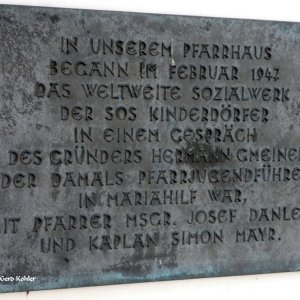 IN UNSEREM PFARRHAUS
BEGANN IM FEBRUAR 1947
DAS WELTWEITE SOZIALWERK
DER SOS KINDERDÖRFER
IN EINEM GESPRÄCH
DES GRÜNDERS HERMANN GMEINER
DER DAMALS PFARRJUGENDFÜHRE
IN MARIAHILF WAR,
MIT PFARRER MSGR. JOSEF DANLER
UND KAPLAN SIMON MAYR.
Gerd Kohler